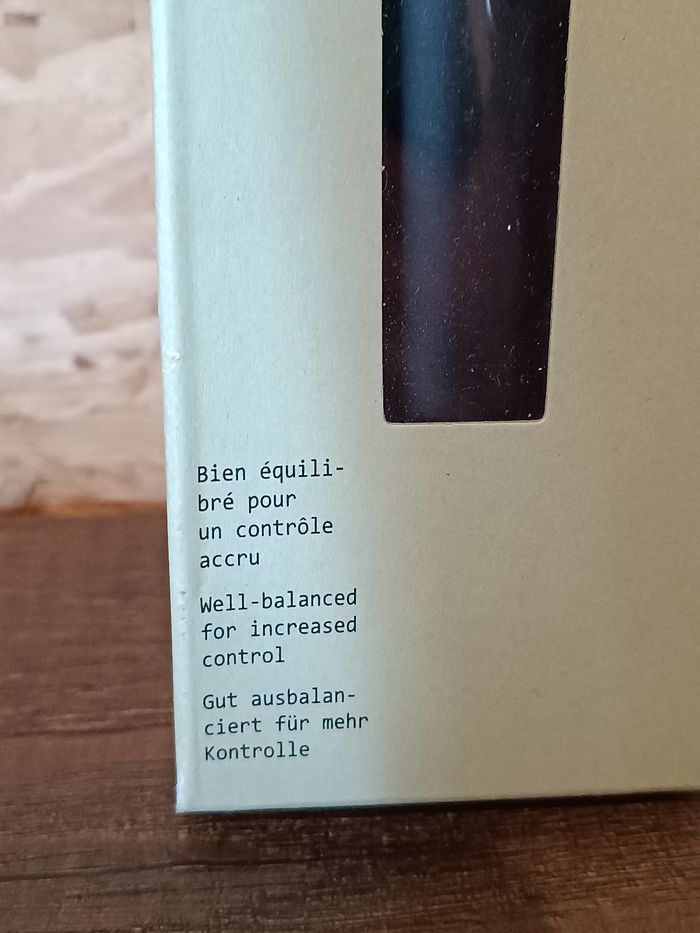 Bien équili-
bré pour
un contrôle
accru
Well-balanced
for increased
control
Gut ausbalan-
ciert für mehr
Kontrolle